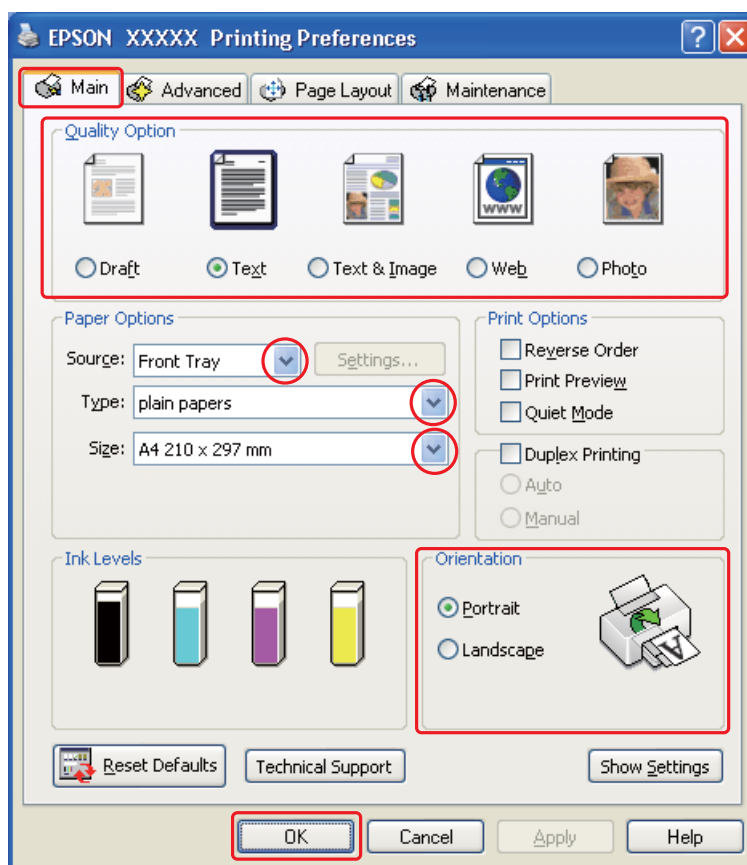 EPSON XXXXX Printing Preferences
Main Advanced Page Layout Maintenance
Quality Option
WWW
Draft Text Text & Image Web Photo
Paper Options
Source: Front Tray Settings...
Type: plain papers
Size: A4 210 x 297 mm
Print Options
Reverse Order
Print Preview
Quiet Mode
Duplex Printing
Auto
Manual
Ink Levels
Orientation
Portrait
Landscape
A
Reset Defaults Technical Support Show Settings
OK Cancel Apply Help